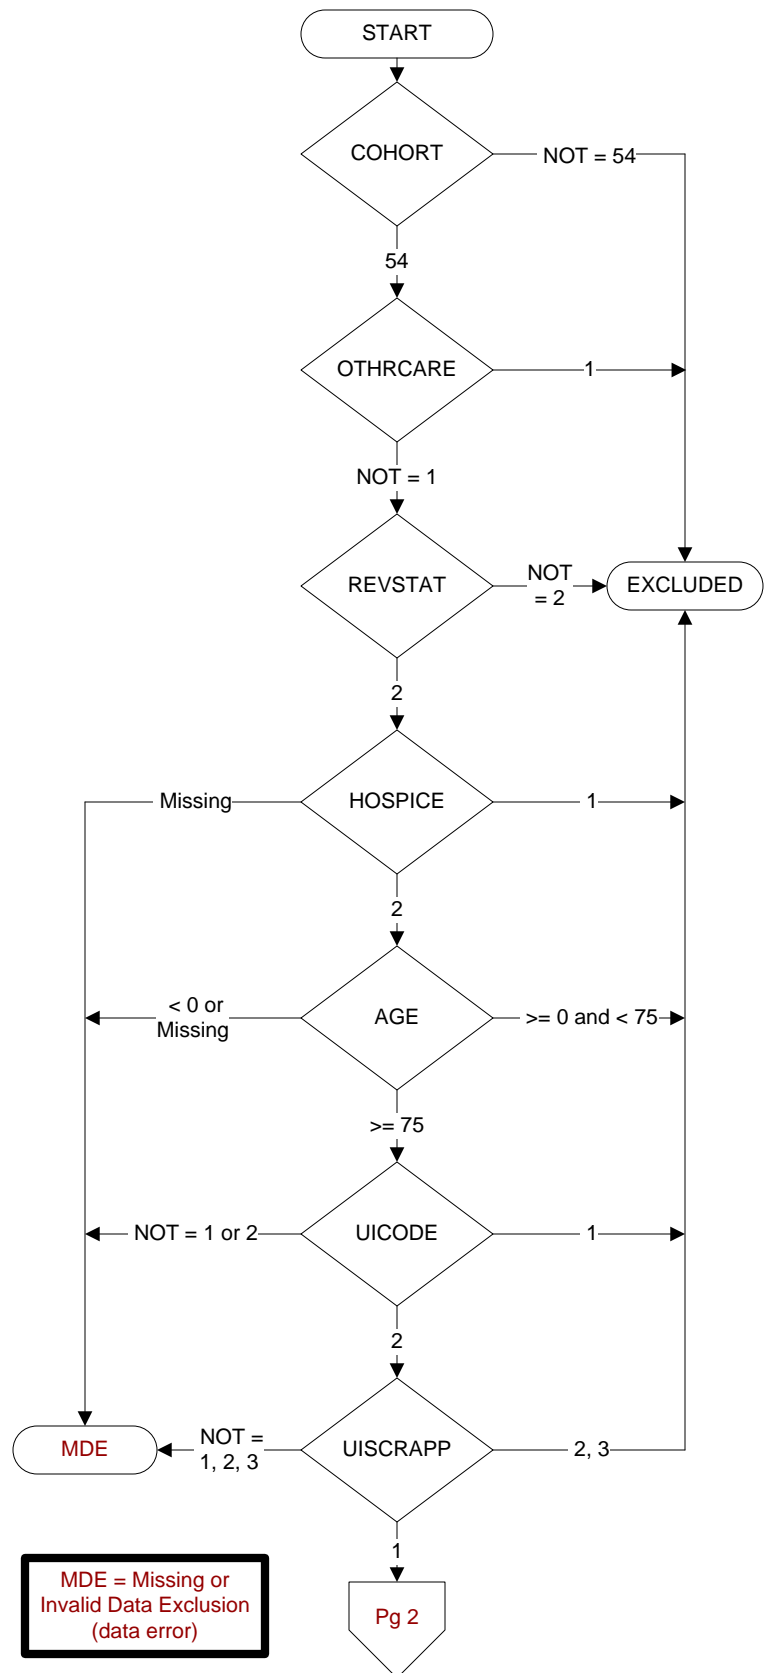 START
COHORT
NOT = 54
54
OTHRCARE
1
NOT = 1
REVSTAT
NOT
= 2
EXCLUDED
2
Missing
HOSPICE
1
2
< 0 or
Missing
AGE
>= 0 and < 75
>= 75
NOT = 1 or 2
UICODE
1
2
MDE
NOT =
1, 2, 3
UISCRAPP
2, 3
1
MDE = Missing or
Invalid Data Exclusion
(data error)
Pg 2